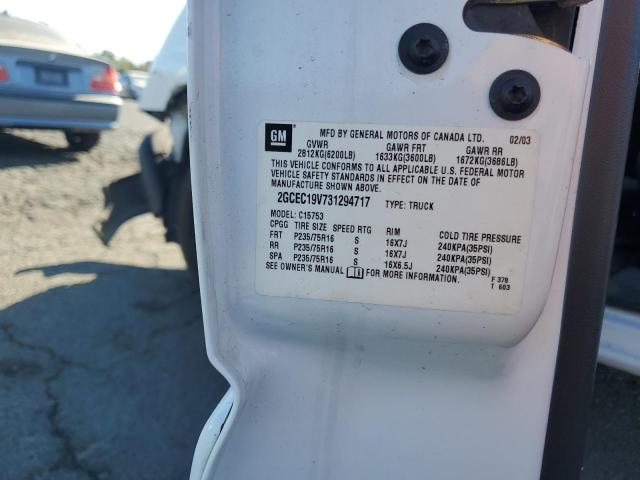 GM MFD BY GENERAL MOTORS OF CANADA LTD. 02/03
GVWR GAWR FRT GAWR RR
2812KG(6200LB) 1633KG(3600LB) 1672KG(3686LB)
THIS VEHICLE CONFORMS TO ALL APPLICABLE U.S. FEDERAL MOTOR
VEHICLE SAFETY STANDARDS IN EFFECT ON THE DATE OF
MANUFACTURE SHOWN ABOVE.
2GCEC19V731294717 TYPE: TRUCK
MODEL: C15753
CPGG TIRE SIZE SPEED RTG RIM COLD TIRE PRESSURE
FRT P235/75R16 S 16X7J 240KPA(35PSI)
RR P235/75R16 S 16X7J 240KPA(35PSI)
SPA P235/75R16 S 16X6.5J 240KPA(35PSI)
SEE OWNER'S MANUAL FOR MORE INFORMATION.
F 378
T 603